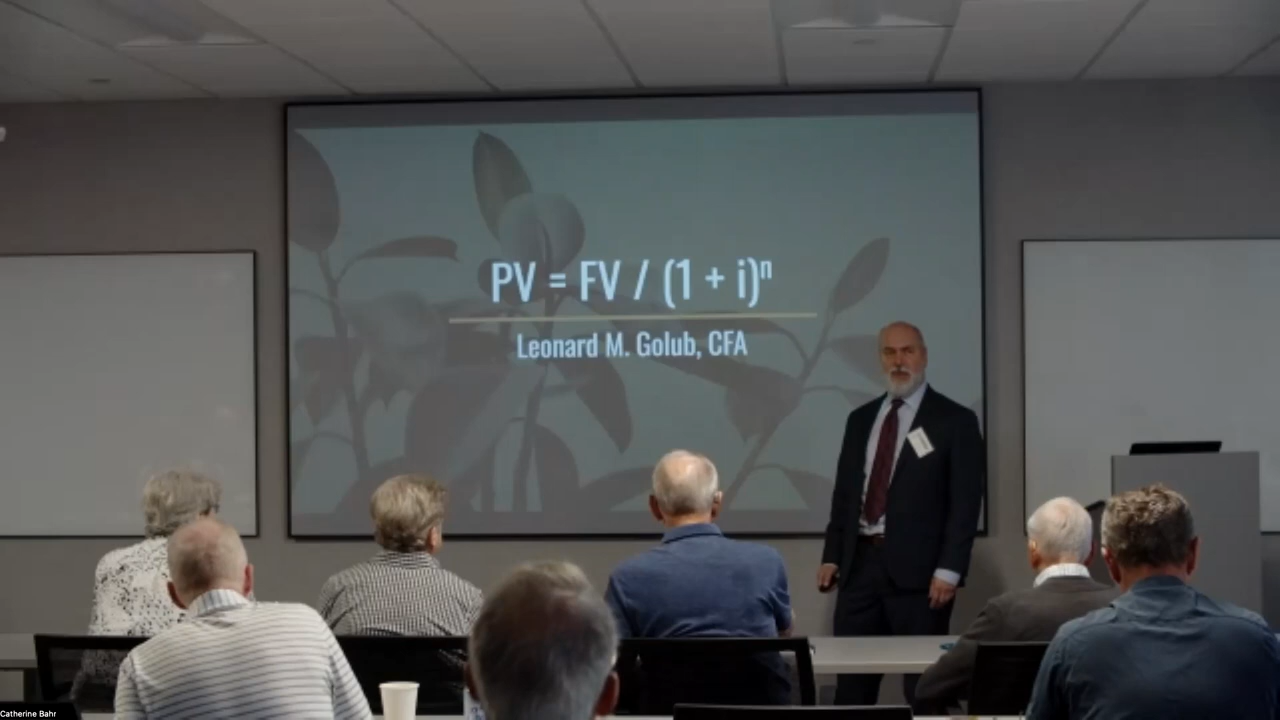 PV = FV / (1 + i)ⁿ
Leonard M. Golub, CFA
Catherine Bahr